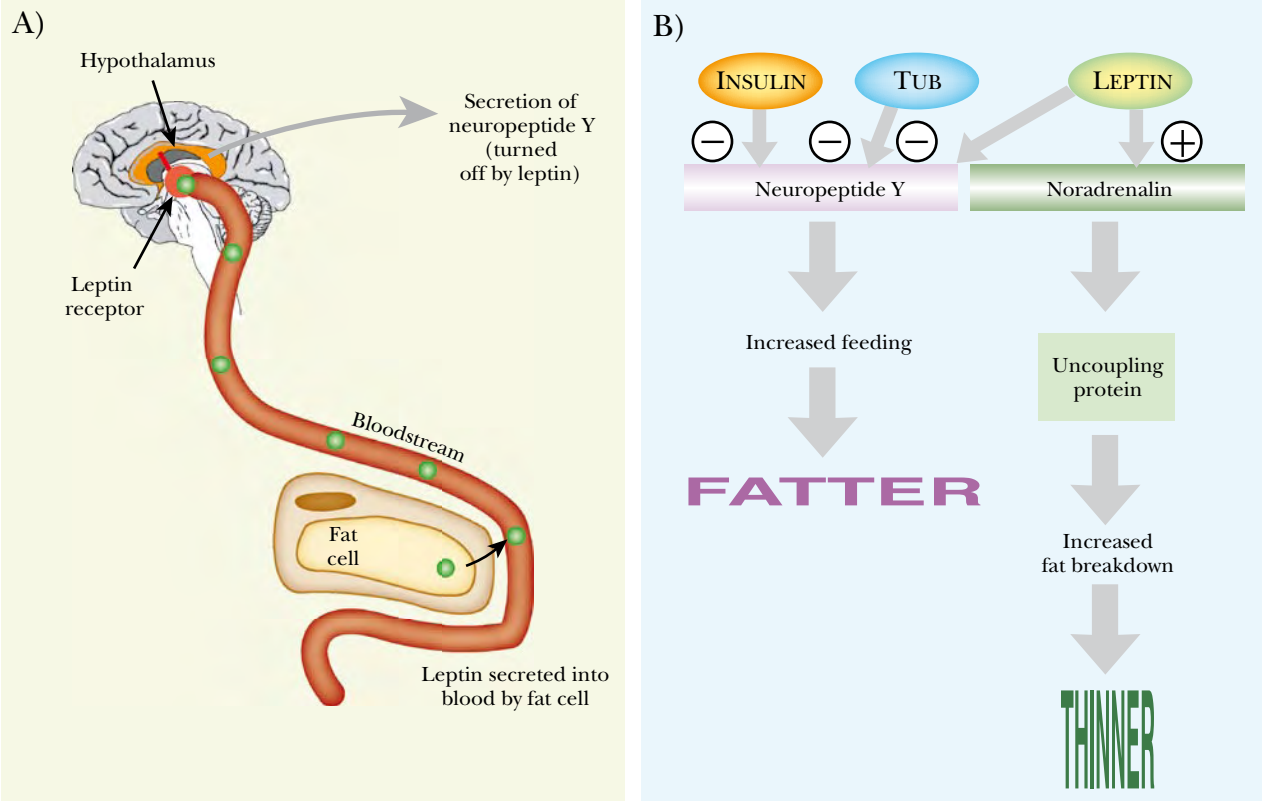 A)
Hypothalamus
Secretion of
neuropeptide Y
(turned
off by leptin)
Leptin
receptor
Bloodstream
Fat
cell
Leptin secreted into
blood by fat cell
B)
INSULIN
TUB
LEPTIN
− − − +
Neuropeptide Y
Noradrenalin
Increased feeding
FATTER
Uncoupling
protein
Increased
fat breakdown
THINNER